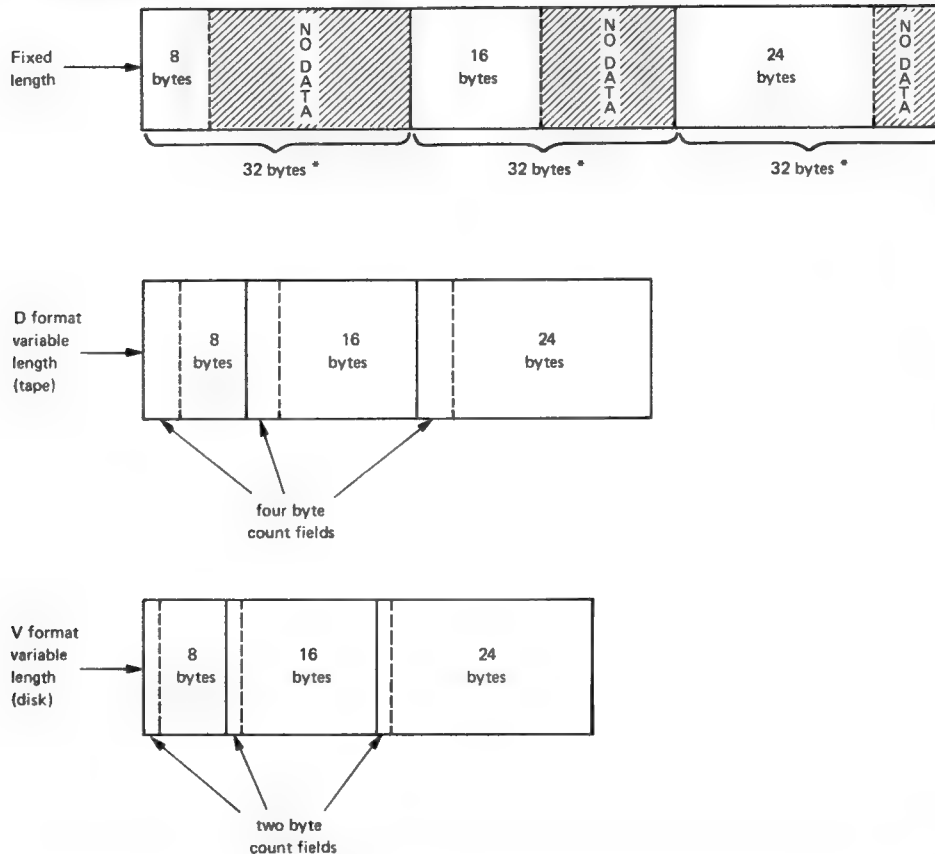 Fixed
length
8
bytes
NO DATA
16
bytes
NO DATA
24
bytes
NO DATA
32 bytes *
32 bytes *
32 bytes *
D format
variable
length
(tape)
8
bytes
16
bytes
24
bytes
four byte
count fields
V format
variable
length
(disk)
8
bytes
16
bytes
24
bytes
two byte
count fields